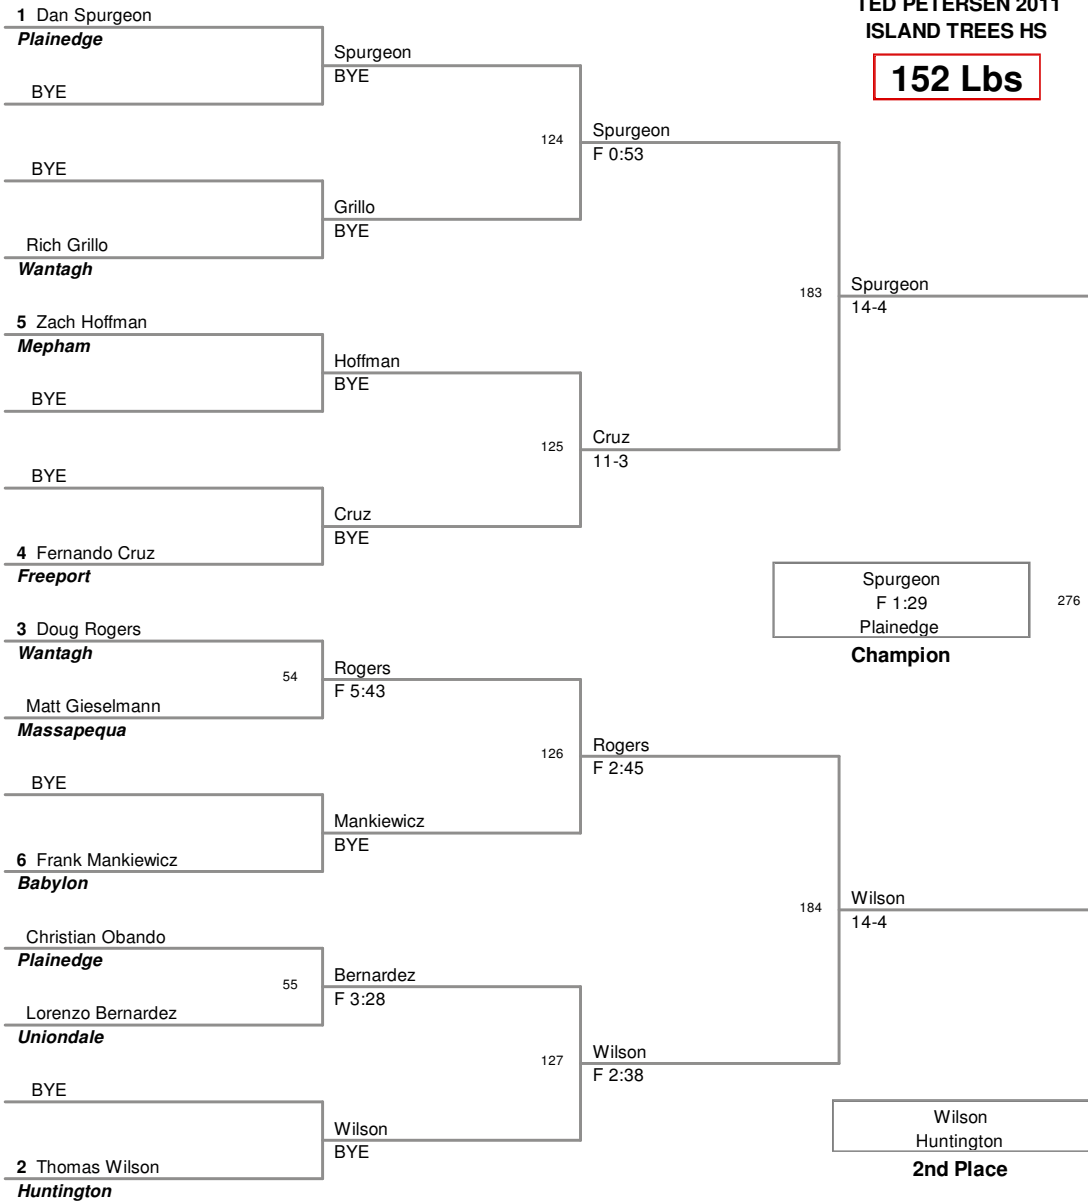 TED PETERSEN 2011
ISLAND TREES HS
152 Lbs
1 Dan Spurgeon
Plainedge
BYE
BYE
Rich Grillo
Wantagh
5 Zach Hoffman
Mepham
BYE
BYE
4 Fernando Cruz
Freeport
3 Doug Rogers
Wantagh
54
Matt Gieselmann
Massapequa
BYE
6 Frank Mankiewicz
Babylon
Christian Obando
Plainedge
55
Lorenzo Bernardez
Uniondale
BYE
2 Thomas Wilson
Huntington
Spurgeon
BYE
124
Grillo
BYE
Hoffman
BYE
125
Cruz
BYE
Rogers
F 5:43
126
Mankiewicz
BYE
Bernardez
F 3:28
127
Wilson
BYE
Spurgeon
F 0:53
183
Cruz
11-3
Rogers
F 2:45
184
Wilson
F 2:38
Spurgeon
14-4
Spurgeon
F 1:29
Plainedge
276
Champion
Wilson
14-4
Wilson
Huntington
2nd Place